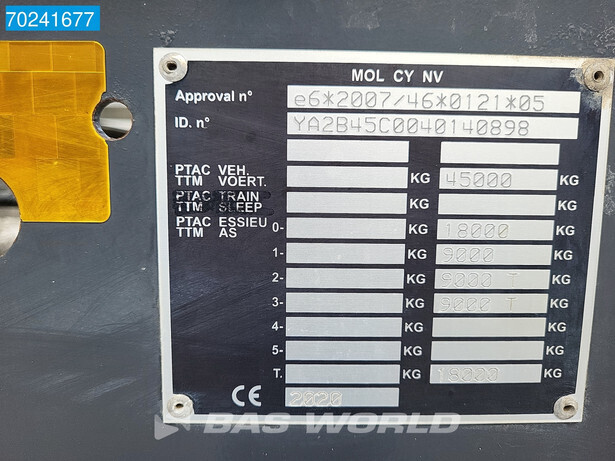 70241677
MOL CY NV
Approval n° e6*2007/46*0121*05
ID. n° YA2B45C0040140898
PTAC VEH.
TTM VOERT. KG 45000 KG
PTAC TRAIN
TTM SLEEP KG KG
PTAC ESSIEU
TTM AS 0- KG 18000 KG
1- KG 9000 KG
2- KG 9000 T KG
3- KG 9000 T KG
4- KG KG
5- KG KG
T. KG 18000 KG
CE 2020
BAS WORLD